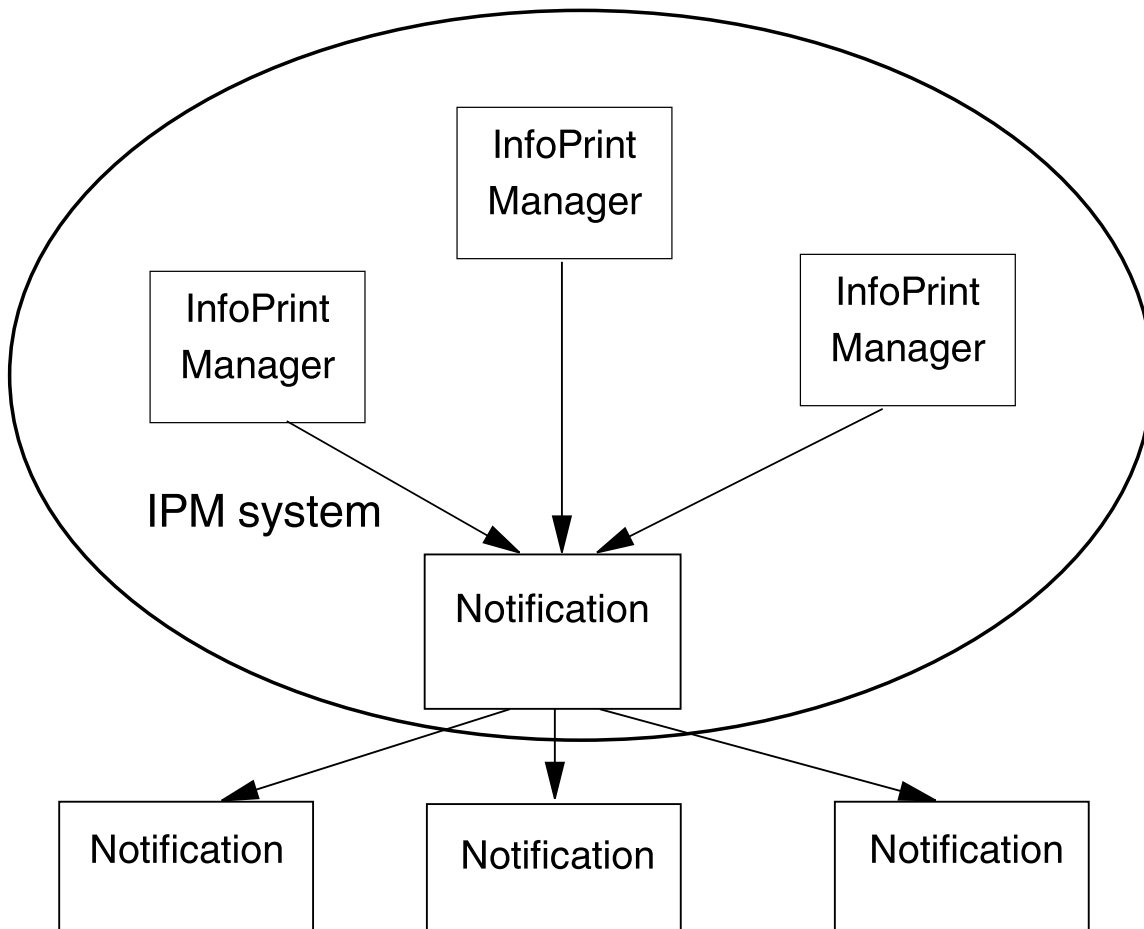 InfoPrint
Manager
InfoPrint
Manager
InfoPrint
Manager
IPM system
Notification
Notification
Notification
Notification